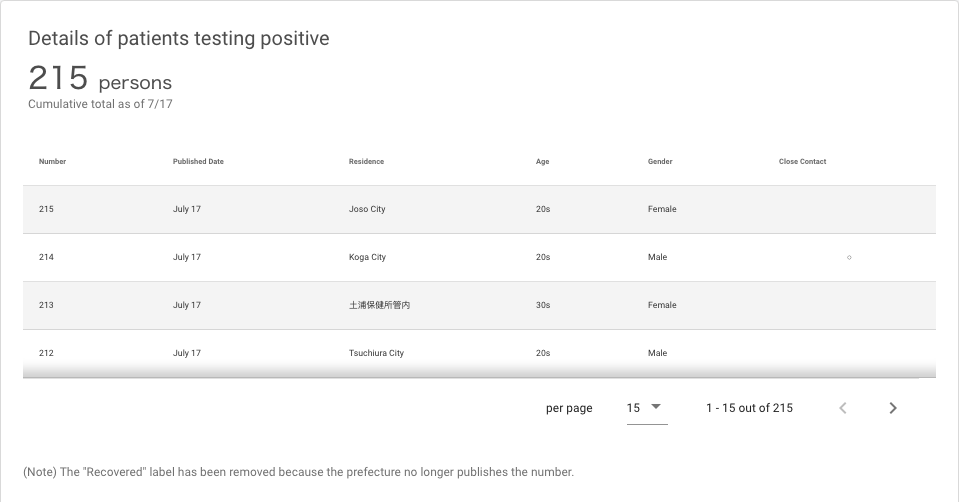 Details of patients testing positive
215 persons
Cumulative total as of 7/17
Number Published Date Residence Age Gender Close Contact
215 July 17 Joso City 20s Female
214 July 17 Koga City 20s Male ○
213 July 17 土浦保健所管内 30s Female
212 July 17 Tsuchiura City 20s Male
per page 15 1 - 15 out of 215
(Note) The "Recovered" label has been removed because the prefecture no longer publishes the number.